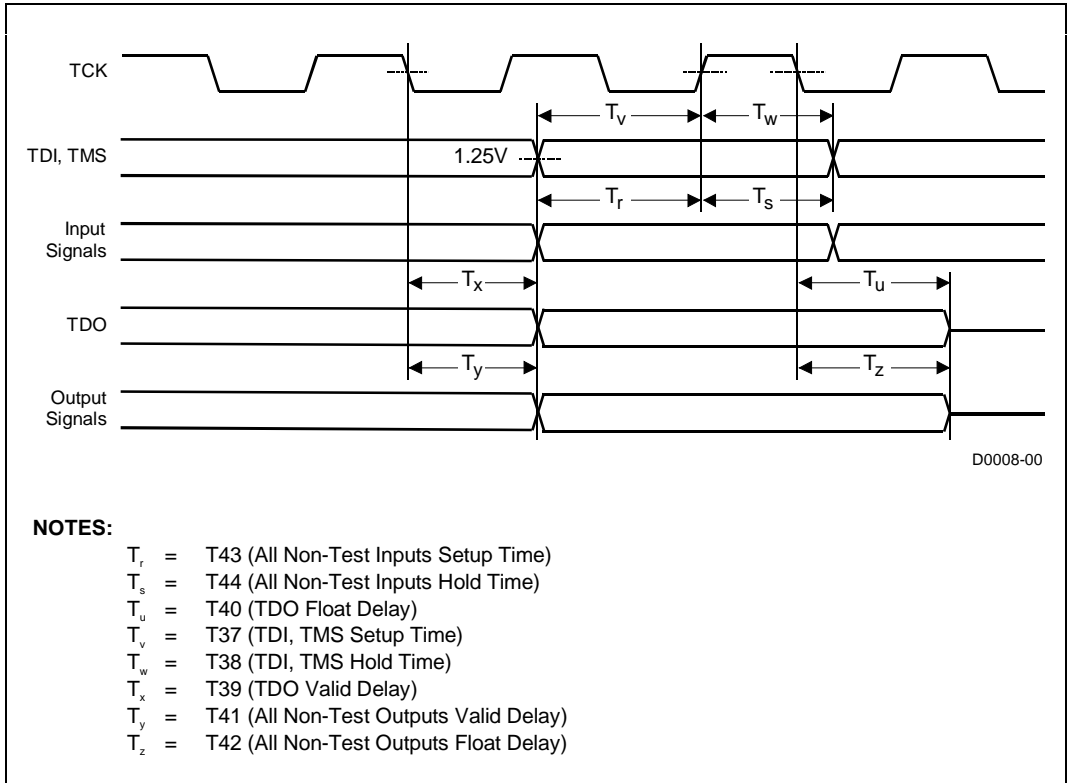 TCK
Tv Tw
TDI, TMS
1.25V
Tr Ts
Input
Signals
Tx Tu
TDO
Ty Tz
Output
Signals
D0008-00
NOTES:
Tr = T43 (All Non-Test Inputs Setup Time)
Ts = T44 (All Non-Test Inputs Hold Time)
Tu = T40 (TDO Float Delay)
Tv = T37 (TDI, TMS Setup Time)
Tw = T38 (TDI, TMS Hold Time)
Tx = T39 (TDO Valid Delay)
Ty = T41 (All Non-Test Outputs Valid Delay)
Tz = T42 (All Non-Test Outputs Float Delay)